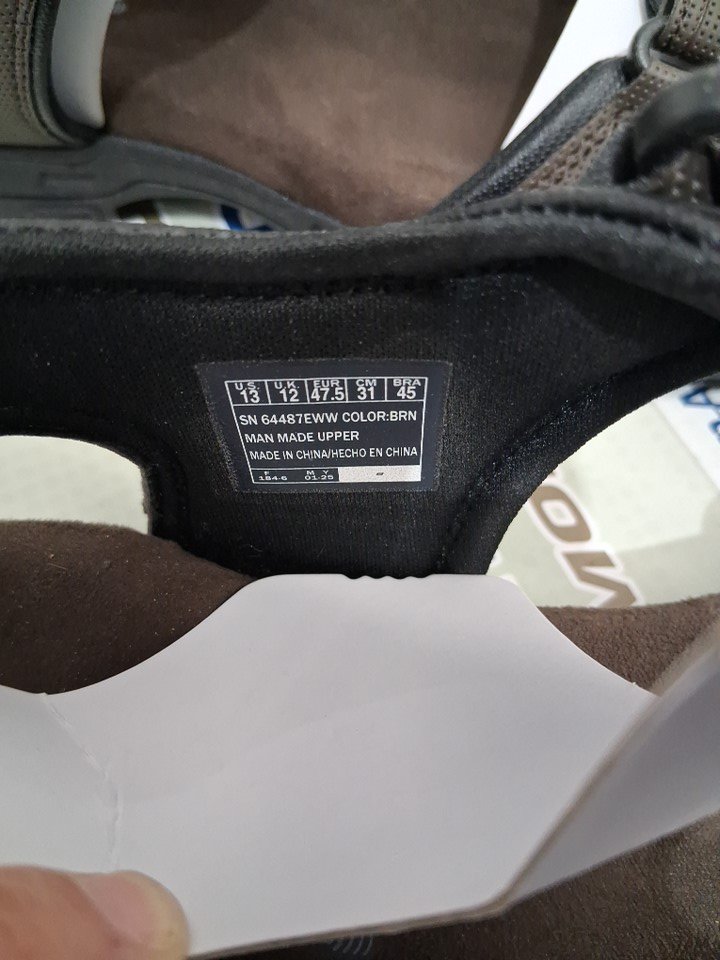 U.S. U.K. EUR CM BRA
13 12 47.5 31 45
SN 64487EWW COLOR:BRN
MAN MADE UPPER
MADE IN CHINA/HECHO EN CHINA
F M Y
184-6 01-25